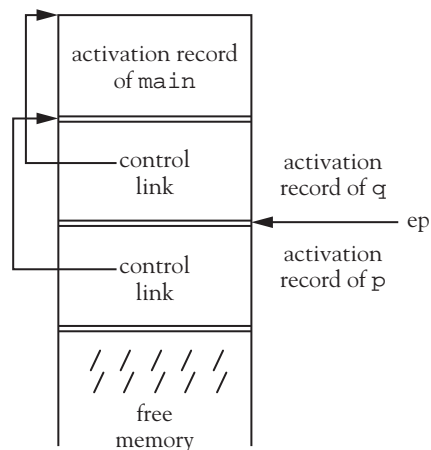 activation record
of main
control
link
activation
record of q
ep
control
link
activation
record of p
free
memory